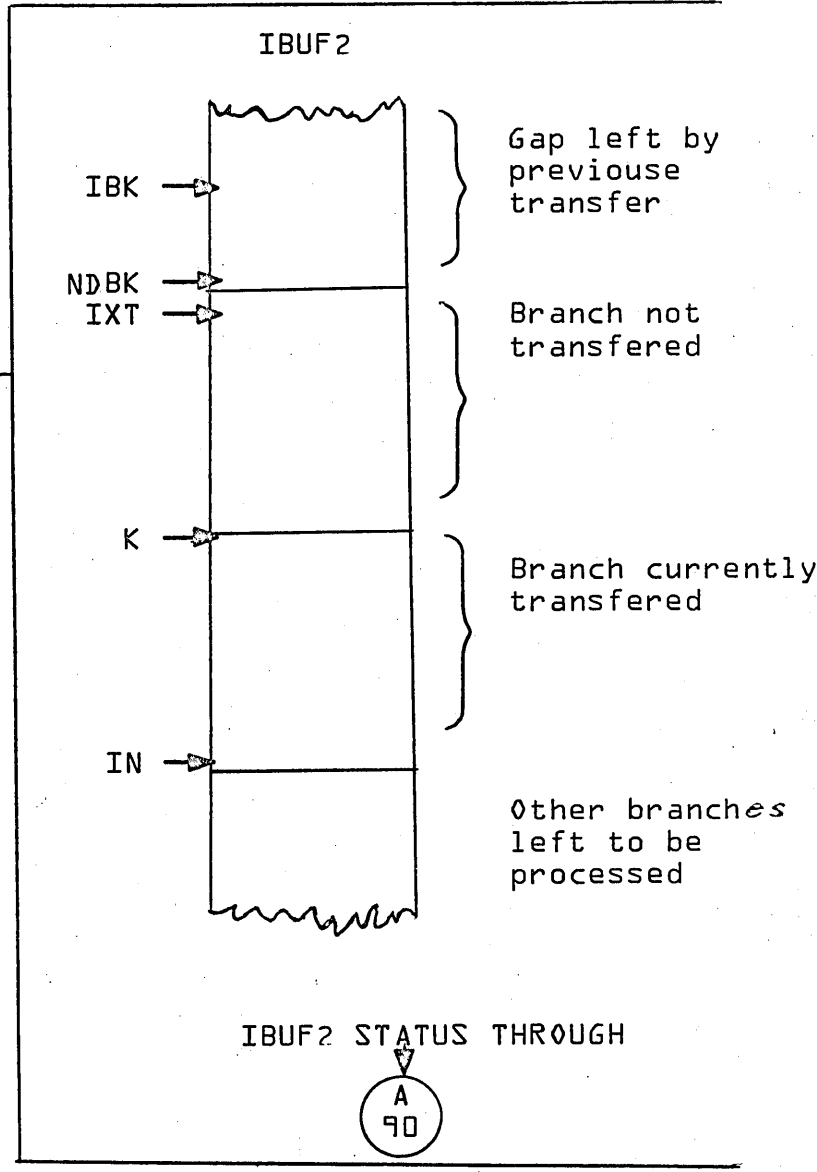 IBUF2
Gap left by
previouse
transfer
IBK
NDBK
IXT
Branch not
transfered
K
Branch currently
transfered
IN
Other branches
left to be
processed
IBUF2 STATUS THROUGH
A
90